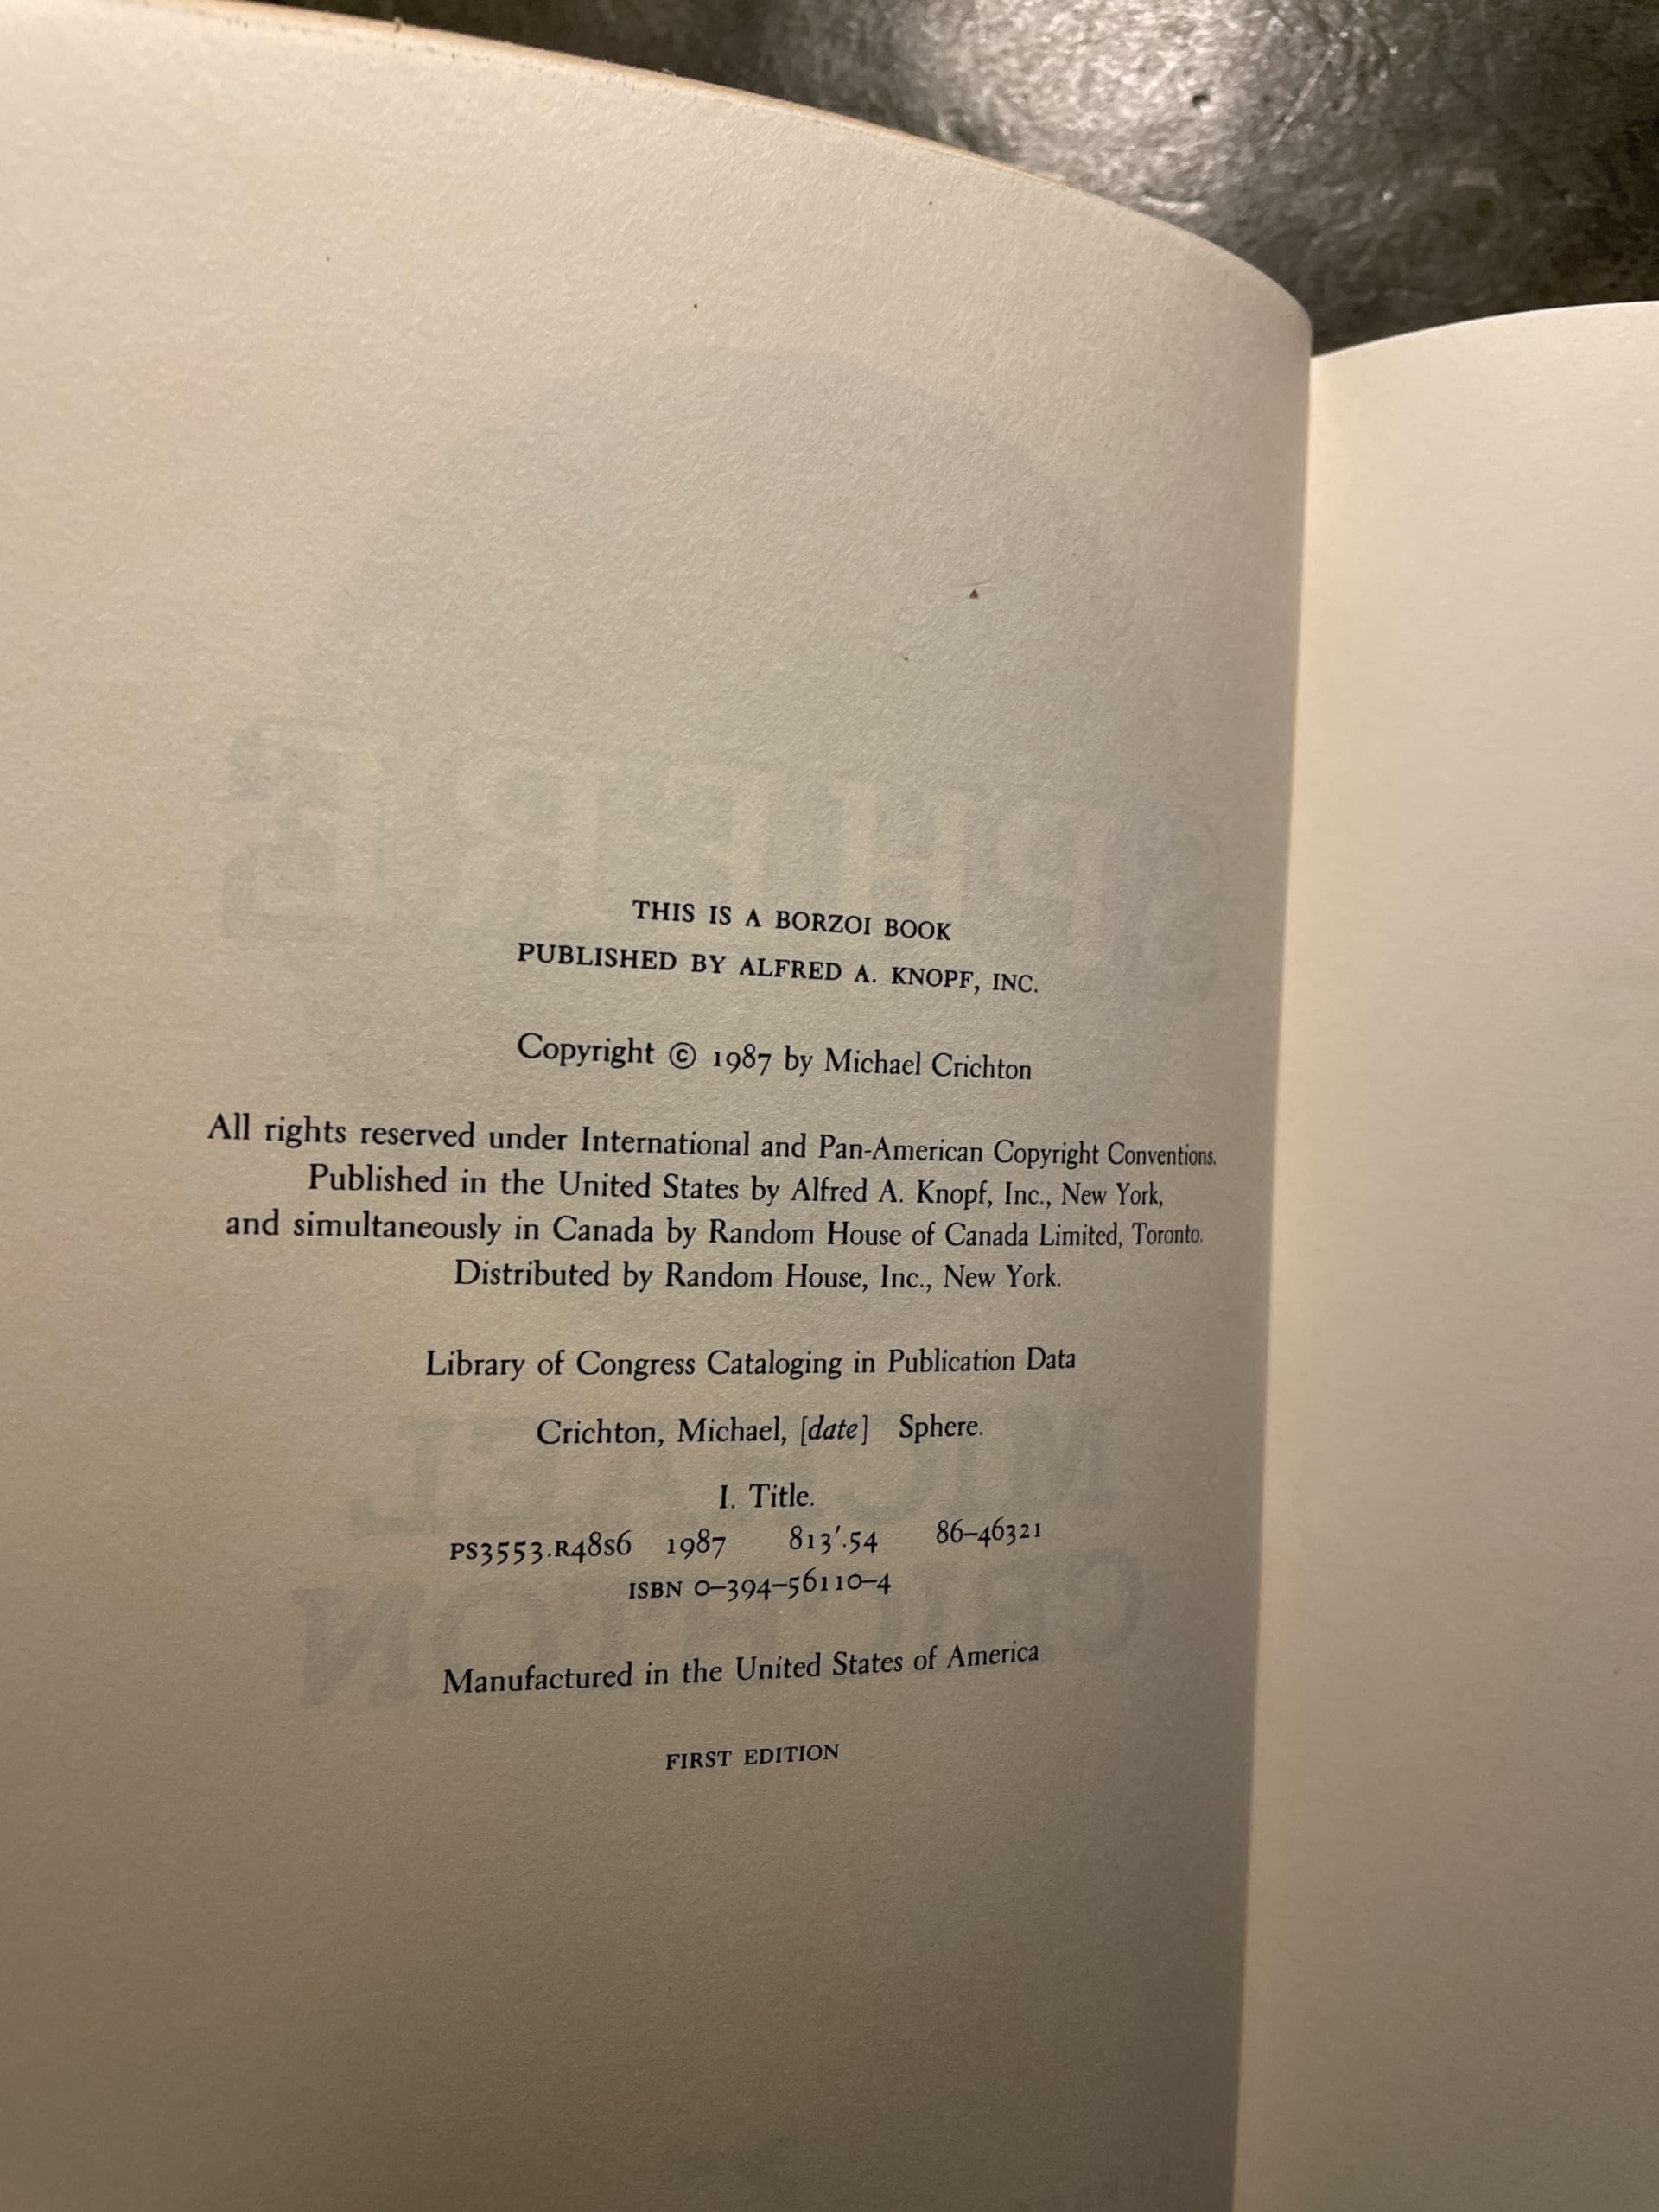 THIS IS A BORZOI BOOK
PUBLISHED BY ALFRED A. KNOPF, INC.
Copyright © 1987 by Michael Crichton
All rights reserved under International and Pan-American Copyright Conventions.
Published in the United States by Alfred A. Knopf, Inc., New York,
and simultaneously in Canada by Random House of Canada Limited, Toronto.
Distributed by Random House, Inc., New York.
Library of Congress Cataloging in Publication Data
Crichton, Michael, [date] Sphere.
I. Title.
PS3553.R48S6 1987 813'.54 86–46321
ISBN 0–394–56110–4
Manufactured in the United States of America
FIRST EDITION